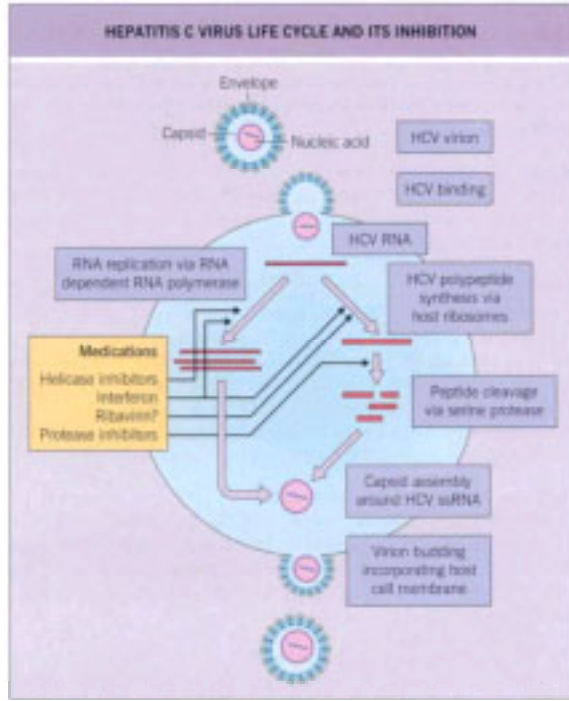 HEPATITIS C VIRUS LIFE CYCLE AND ITS INHIBITION
Envelope
Capsid
Nucleic acid
HCV virion
HCV binding
HCV RNA
RNA replication via RNA
dependent RNA polymerase
HCV polypeptide
synthesis via
host ribosomes
Medications
Helicase inhibitors
Interferon
Ribavirin?
Protease inhibitors
Peptide cleavage
via serine protease
Capsid assembly
around HCV ssRNA
Virion budding
incorporating host
cell membrane